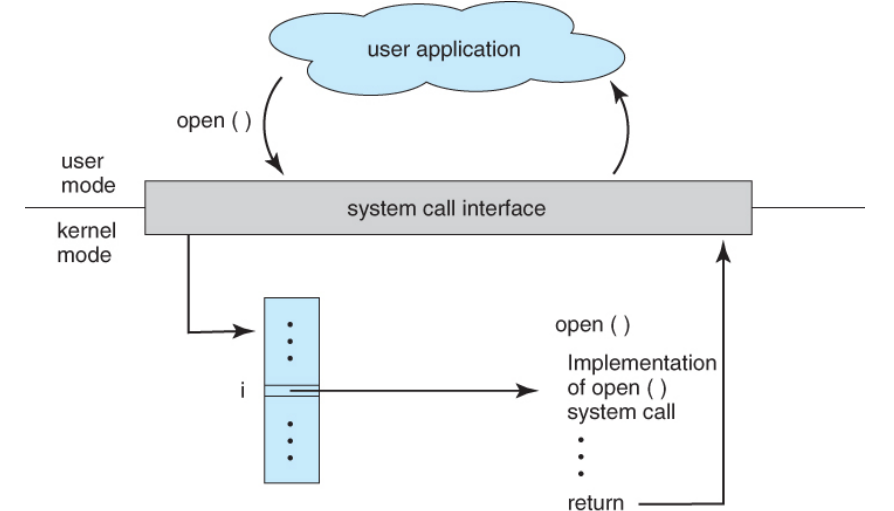 user application
open ( )
user
mode
system call interface
kernel
mode
open ( )
Implementation
i
of open ( )
system call
return